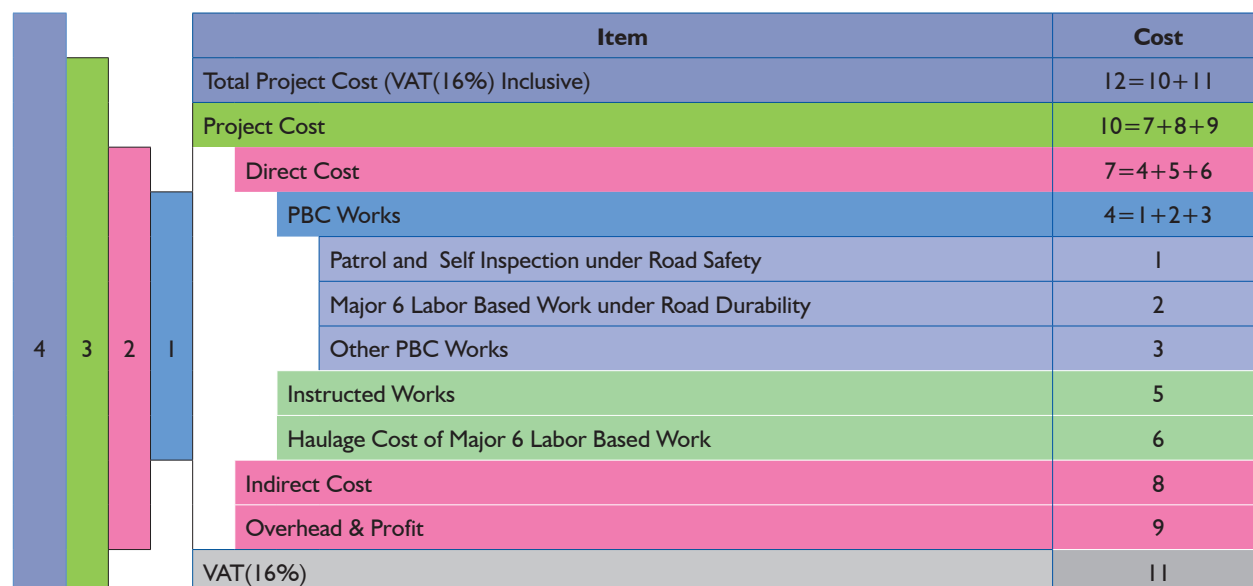 Item Cost
Total Project Cost (VAT(16%) Inclusive) 12=10+11
Project Cost 10=7+8+9
Direct Cost 7=4+5+6
PBC Works 4=1+2+3
Patrol and Self Inspection under Road Safety 1
Major 6 Labor Based Work under Road Durability 2
4 3 2 1 Other PBC Works 3
Instructed Works 5
Haulage Cost of Major 6 Labor Based Work 6
Indirect Cost 8
Overhead & Profit 9
VAT(16%) 11